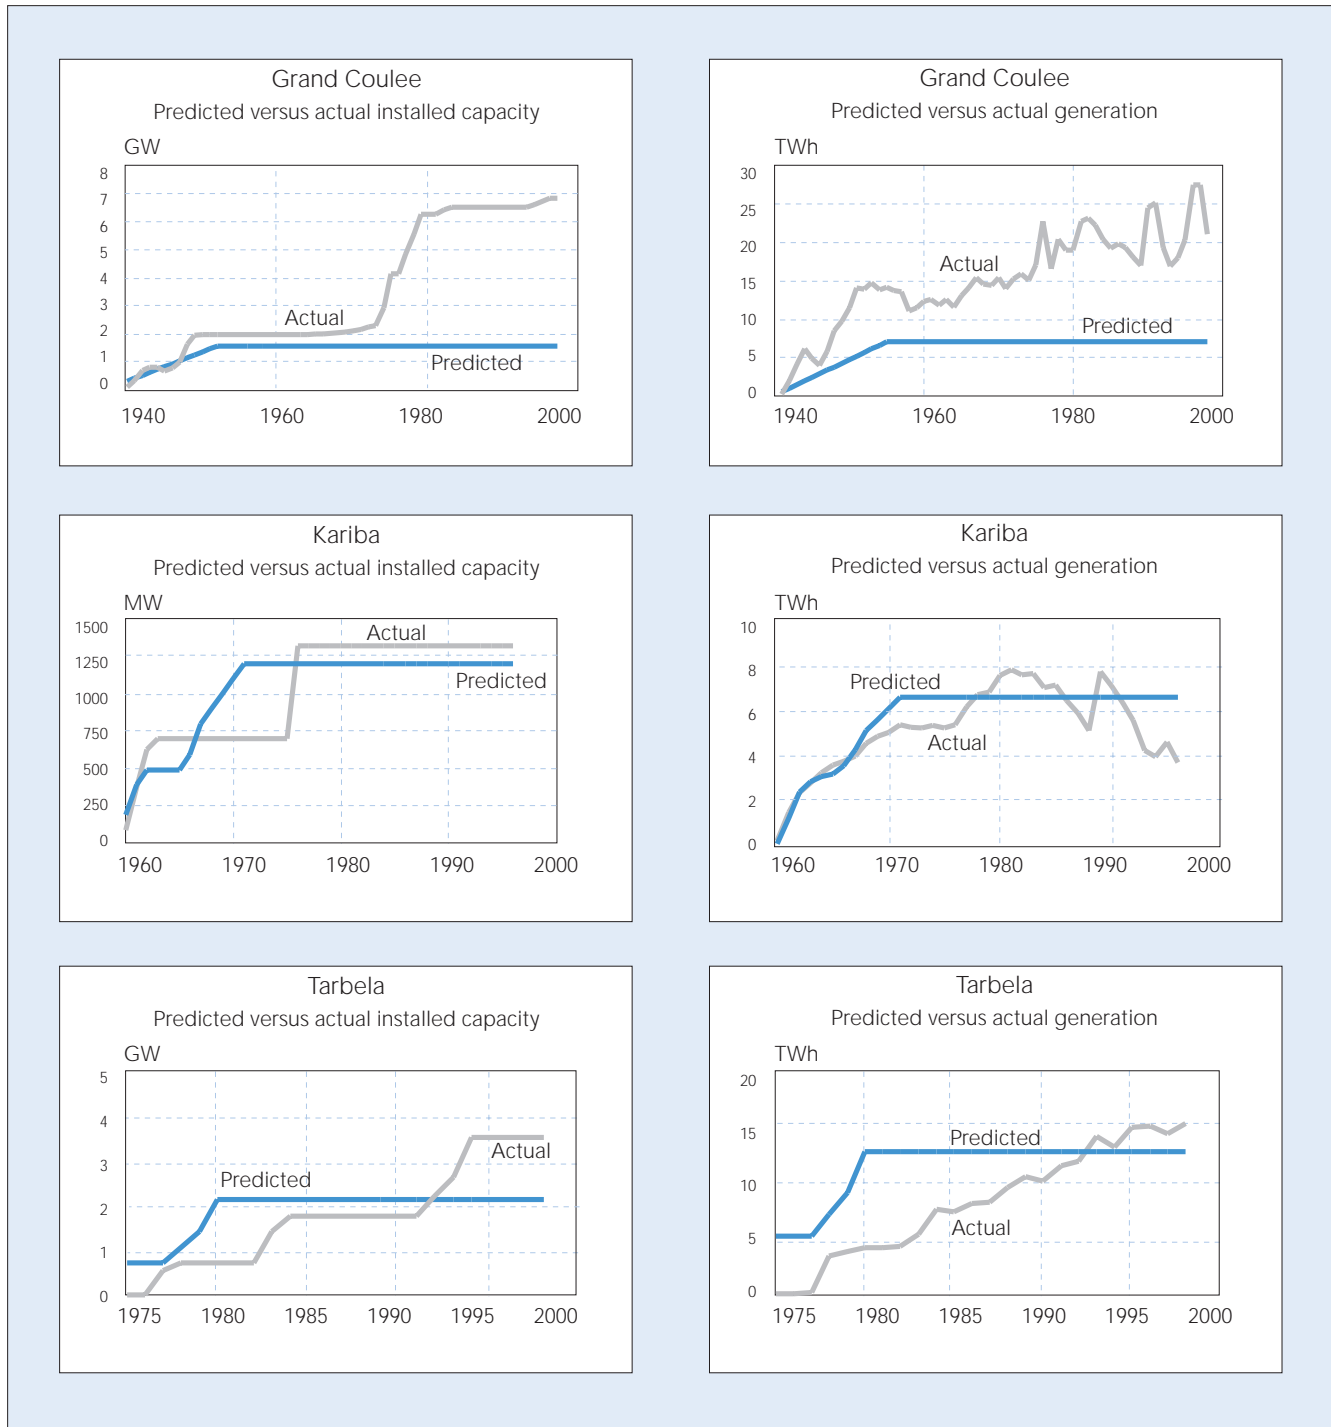 Grand Coulee
Predicted versus actual installed capacity
GW
8
7
6
5
4
3
2
1
0
Actual
Predicted
1940 1960 1980 2000
Grand Coulee
Predicted versus actual generation
TWh
30
25
20
15
10
5
0
Actual
Predicted
1940 1960 1980 2000
Kariba
Predicted versus actual installed capacity
MW
1500
1250
1000
750
500
250
0
Actual
Predicted
1960 1970 1980 1990 2000
Kariba
Predicted versus actual generation
TWh
10
8
6
4
2
0
Predicted
Actual
1960 1970 1980 1990 2000
Tarbela
Predicted versus actual installed capacity
GW
5
4
3
2
1
0
Actual
Predicted
1975 1980 1985 1990 1995 2000
Tarbela
Predicted versus actual generation
TWh
20
15
10
5
0
Predicted
Actual
1975 1980 1985 1990 1995 2000